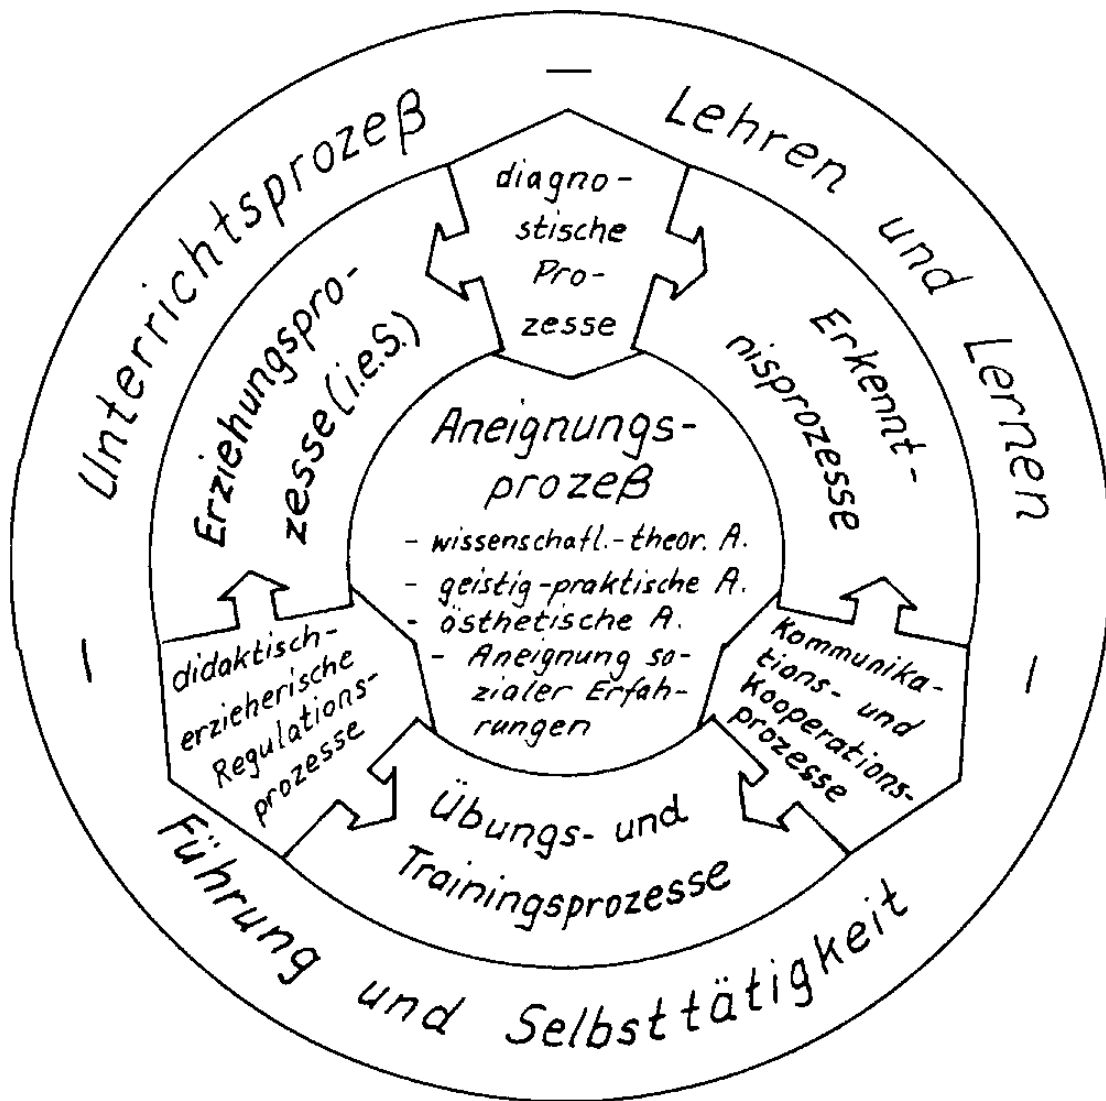 Unterrichtsprozeß
—
Lehren und Lernen
—
Führung und Selbsttätigkeit
—
diagno-
stische
Pro-
zesse
Erziehungspro-
zesse (i.e.S.)
Erkennt-
nisprozesse
Aneignungs-
prozeß
- wissenschaftl.-theor. A.
- geistig-praktische A.
- ästhetische A.
- Aneignung so-
zialer Erfah-
rungen
didaktisch-
erzieherische
Regulations-
prozesse
Kommunika-
tions- und
Kooperations-
prozesse
Übungs- und
Trainingsprozesse